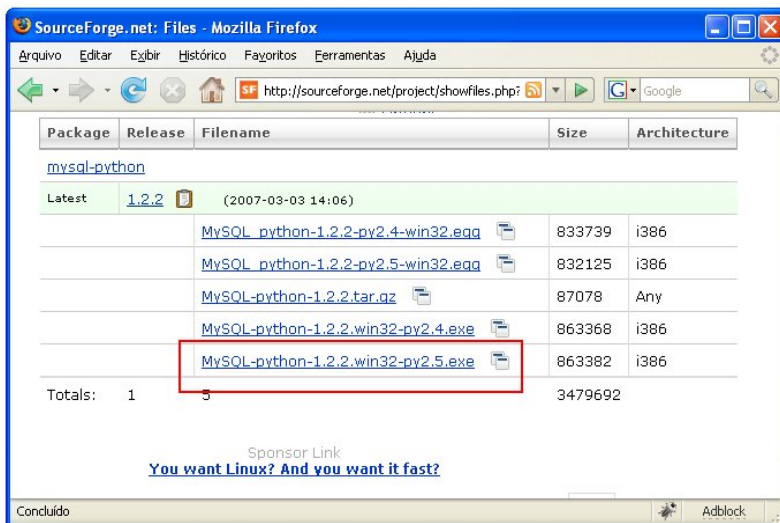 SourceForge.net: Files - Mozilla Firefox
Arquivo Editar Exibir Histórico Favoritos Ferramentas Ajuda
SF http://sourceforge.net/project/showfiles.php? G Google
Package Release Filename Size Architecture
mysql-python
Latest 1.2.2 (2007-03-03 14:06)
MySQL_python-1.2.2-py2.4-win32.egg 833739 i386
MySQL_python-1.2.2-py2.5-win32.egg 832125 i386
MySQL-python-1.2.2.tar.gz 87078 Any
MySQL-python-1.2.2.win32-py2.4.exe 863368 i386
MySQL-python-1.2.2.win32-py2.5.exe 863382 i386
Totals: 1 5 3479692
Sponsor Link
You want Linux? And you want it fast?
Concluído Adblock